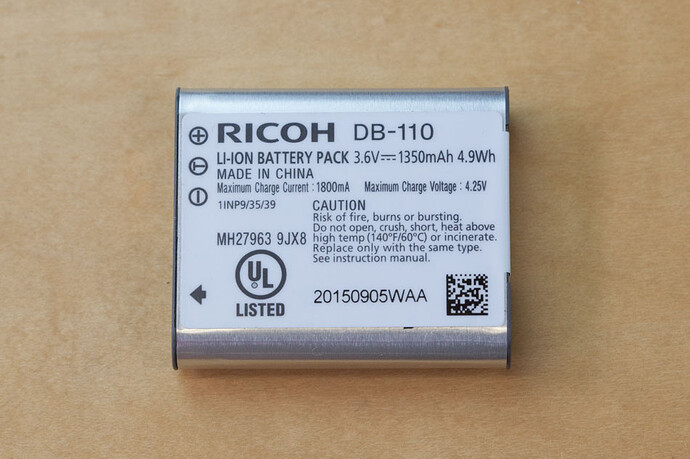 RICOH DB-110
LI-ION BATTERY PACK 3.6V⎓1350mAh 4.9Wh
MADE IN CHINA
Maximum Charge Current : 1800mA Maximum Charge Voltage : 4.25V
1INP9/35/39
CAUTION
Risk of fire, burns or bursting.
Do not open, crush, short, heat above
high temp (140°F/60°C) or incinerate.
Replace only with the same type.
See instruction manual.
MH27963 9JX8
UL
LISTED
20150905WAA